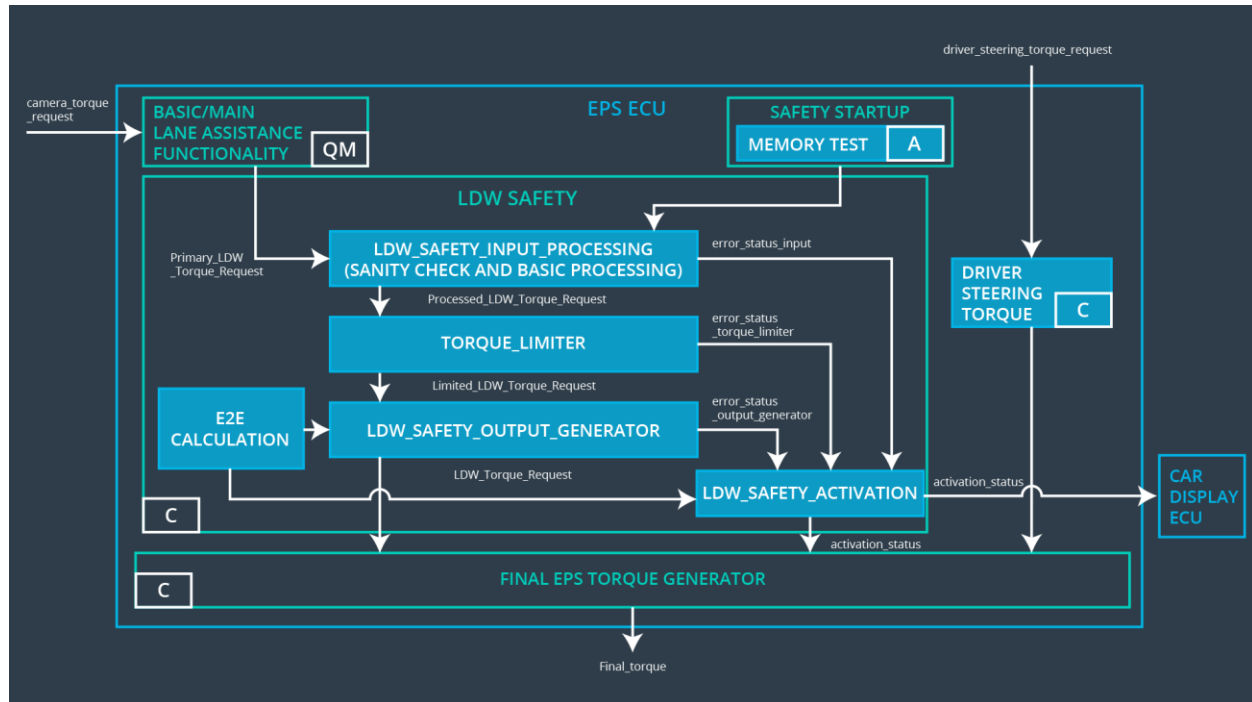 driver_steering_torque_request
camera_torque
_request
EPS ECU
BASIC/MAIN
LANE ASSISTANCE
FUNCTIONALITY
QM
SAFETY STARTUP
MEMORY TEST
A
LDW SAFETY
Primary_LDW
_Torque_Request
LDW_SAFETY_INPUT_PROCESSING
(SANITY CHECK AND BASIC PROCESSING)
error_status_input
DRIVER
STEERING
TORQUE
C
Processed_LDW_Torque_Request
TORQUE_LIMITER
error_status
_torque_limiter
Limited_LDW_Torque_Request
E2E
CALCULATION
LDW_SAFETY_OUTPUT_GENERATOR
error_status
_output_generator
LDW_Torque_Request
LDW_SAFETY_ACTIVATION
activation_status
CAR
DISPLAY
ECU
C
activation_status
FINAL EPS TORQUE GENERATOR
C
Final_torque